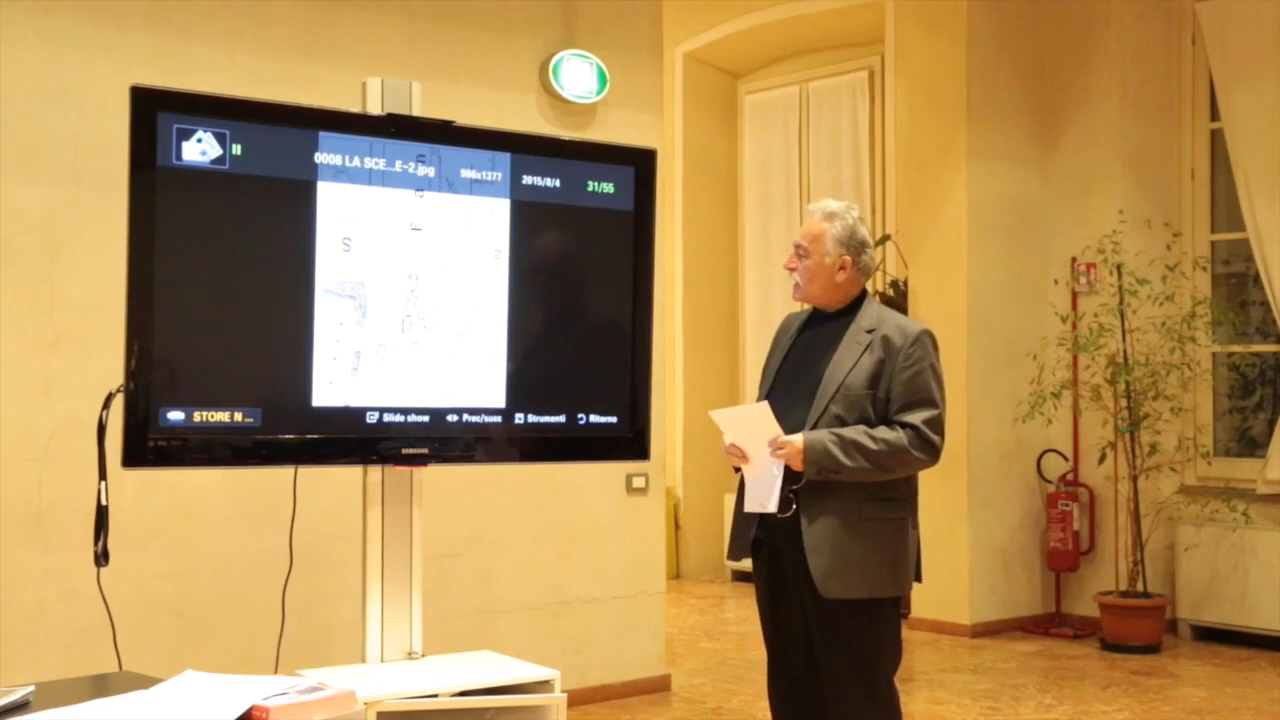 0008 LA SCE...E-2.jpg 986x1377 2015/8/4 31/55
S
STORE N... Slide show Prec/succ Strumenti Ritorno
SAMSUNG